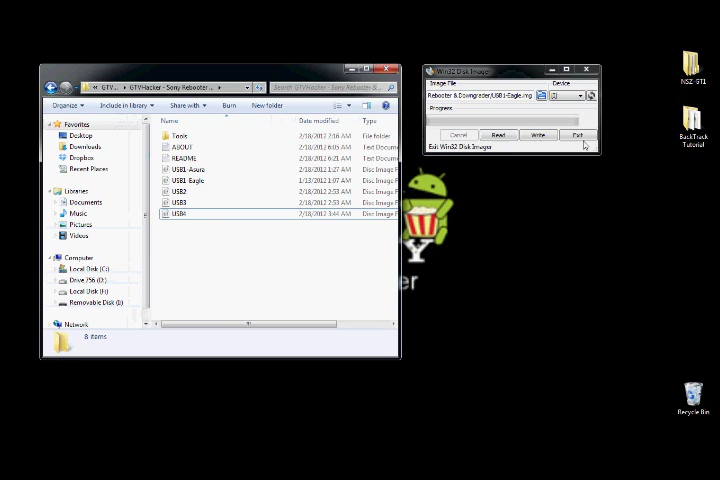 GTV... GTVHacker - Sony Rebooter ...
Search GTVHacker - Sony Rebooter ...
Organize Include in library Share with Burn New folder
Favorites
Desktop
Downloads
Dropbox
Recent Places
Libraries
Documents
Music
Pictures
Videos
Computer
Local Disk (C:)
Drive 756 (D:)
Local Disk (F:)
Removable Disk (I:)
Network
Name Date modified Type
Tools 2/18/2012 7:16 AM File folder
ABOUT 2/18/2012 6:05 AM Text Docume
README 2/18/2012 6:21 AM Text Docume
USB1-Asura 2/18/2012 1:27 AM Disc Image F
USB1-Eagle 1/13/2012 1:07 AM Disc Image F
USB2 2/18/2012 2:53 AM Disc Image F
USB3 2/18/2012 2:53 AM Disc Image F
USB4 2/18/2012 3:44 AM Disc Image F
8 items
Win32 Disk Imager
Image File Device
Rebooter & Downgrader/USB1-Eagle.img
Progress
Cancel Read Write Exit
Exit Win32 Disk Imager
Y
er
NSZ-GT1
BackTrack
Tutorial
Recycle Bin